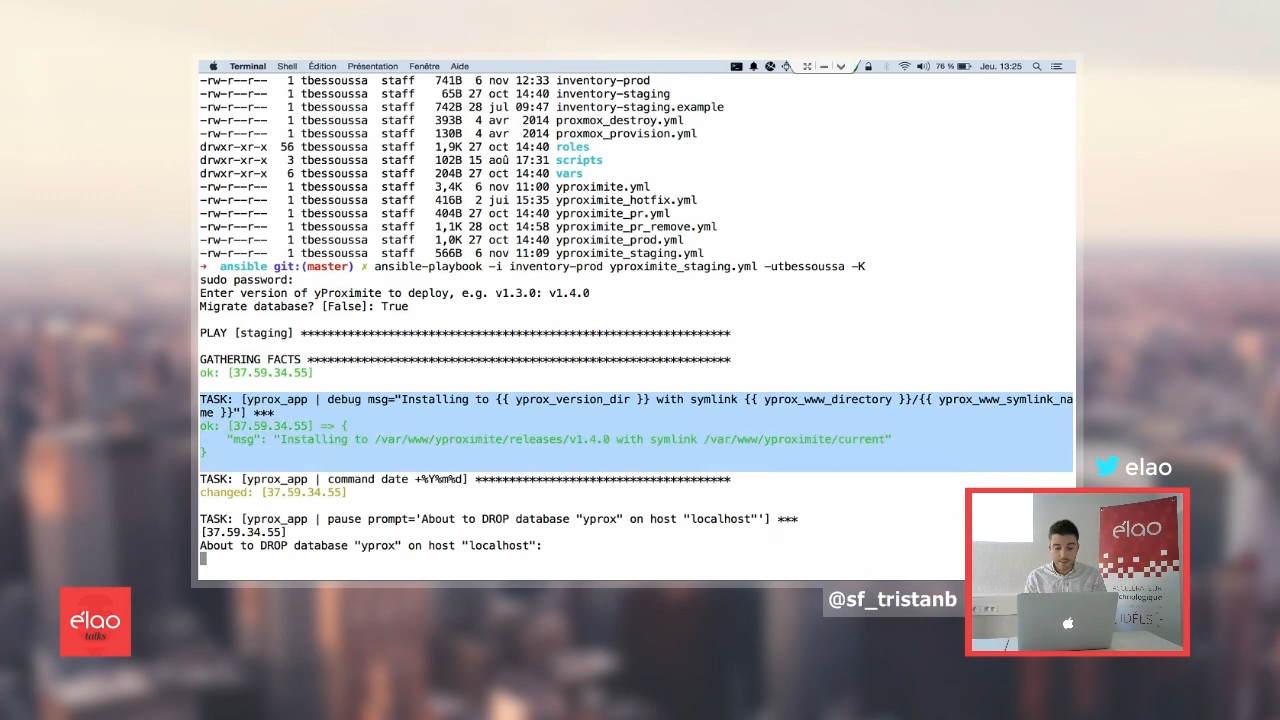 Terminal Shell Édition Présentation Fenêtre Aide 76 % Jeu. 13:25
-rw-r--r-- 1 tbessoussa staff 741B 6 nov 12:33 inventory-prod
-rw-r--r-- 1 tbessoussa staff 65B 27 oct 14:40 inventory-staging
-rw-r--r-- 1 tbessoussa staff 742B 28 jul 09:47 inventory-staging.example
-rw-r--r-- 1 tbessoussa staff 393B 4 avr 2014 proxmox_destroy.yml
-rw-r--r-- 1 tbessoussa staff 130B 4 avr 2014 proxmox_provision.yml
drwxr-xr-x 56 tbessoussa staff 1,9K 27 oct 14:40 roles
drwxr-xr-x 3 tbessoussa staff 102B 15 aoû 17:31 scripts
drwxr-xr-x 6 tbessoussa staff 204B 27 oct 14:40 vars
-rw-r--r-- 1 tbessoussa staff 3,4K 6 nov 11:00 yproximite.yml
-rw-r--r-- 1 tbessoussa staff 416B 2 jui 15:35 yproximite_hotfix.yml
-rw-r--r-- 1 tbessoussa staff 404B 27 oct 14:40 yproximite_pr.yml
-rw-r--r-- 1 tbessoussa staff 1,1K 28 oct 14:58 yproximite_pr_remove.yml
-rw-r--r-- 1 tbessoussa staff 1,0K 27 oct 14:40 yproximite_prod.yml
-rw-r--r-- 1 tbessoussa staff 566B 6 nov 11:09 yproximite_staging.yml
→ ansible git:(master) ✗ ansible-playbook -i inventory-prod yproximite_staging.yml -utbessoussa -K
sudo password:
Enter version of yProximite to deploy, e.g. v1.3.0: v1.4.0
Migrate database? [False]: True
PLAY [staging] ****************************************************************
GATHERING FACTS ***************************************************************
ok: [37.59.34.55]
TASK: [yprox_app | debug msg="Installing to {{ yprox_version_dir }} with symlink {{ yprox_www_directory }}/{{ yprox_www_symlink_na
me }}"] ***
ok: [37.59.34.55] => {
"msg": "Installing to /var/www/yproximite/releases/v1.4.0 with symlink /var/www/yproximite/current"
}
TASK: [yprox_app | command date +%Y%m%d] **************************************
changed: [37.59.34.55]
TASK: [yprox_app | pause prompt='About to DROP database "yprox" on host "localhost"'] ***
[37.59.34.55]
About to DROP database "yprox" on host "localhost":
elao
élao
ACCÉLÉRATEUR
technologique
@sf_tristanb
élao
talks